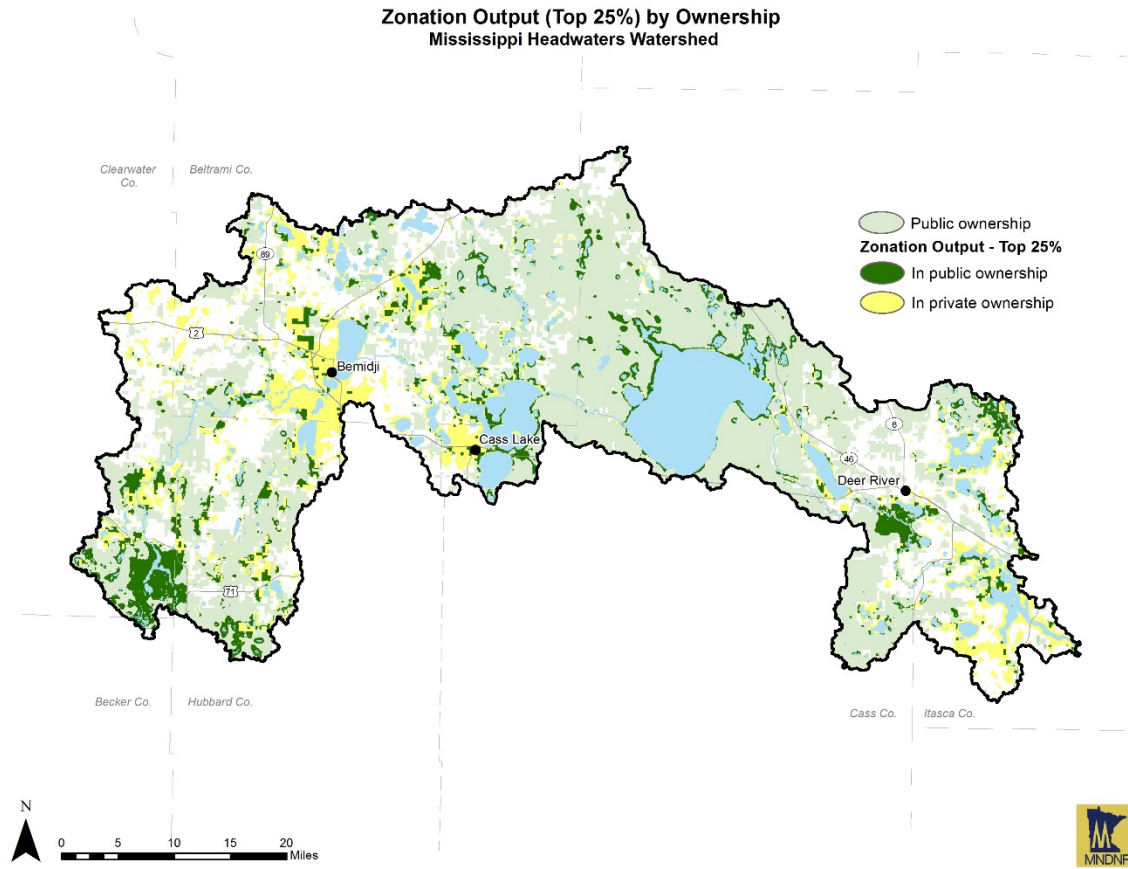 Zonation Output (Top 25%) by Ownership
Mississippi Headwaters Watershed
Clearwater
Co.
Beltrami Co.
Public ownership
Zonation Output - Top 25%
In public ownership
In private ownership
89
2
Bemidji
Cass Lake
6
46
Deer River
71
Becker Co.
Hubbard Co.
Cass Co.
Itasca Co.
N
0
5
10
15
20
Miles
M
MNDNR